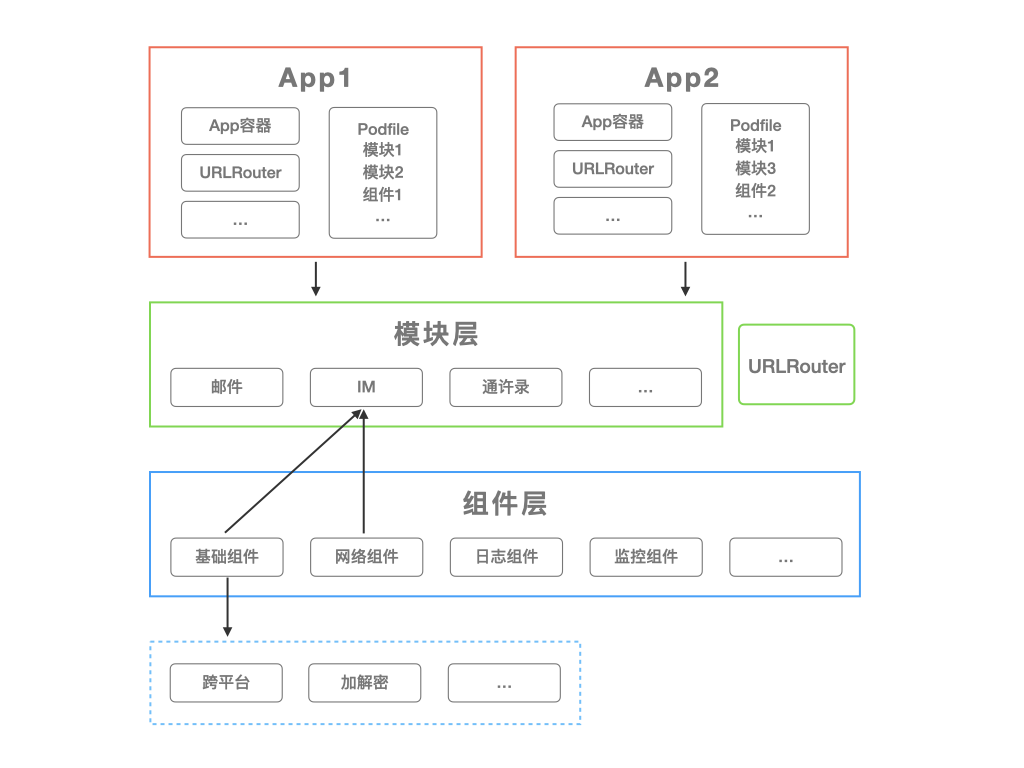 App1
App容器
URLRouter
...
Podfile
模块1
模块2
组件1
...
App2
App容器
URLRouter
...
Podfile
模块1
模块3
组件2
...
模块层
邮件
IM
通许录
...
URLRouter
组件层
基础组件
网络组件
日志组件
监控组件
...
跨平台
加解密
...